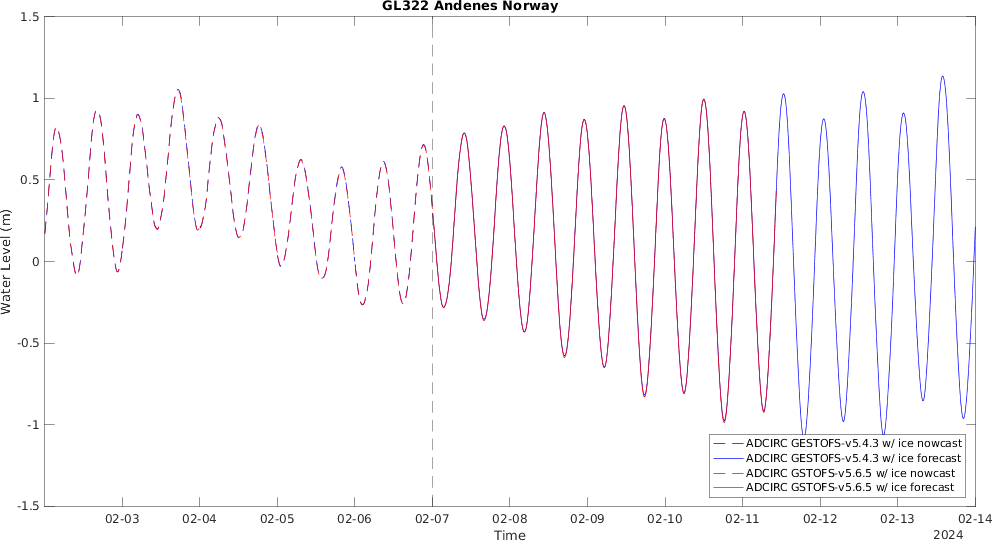 GL322 Andenes Norway
1.5
1
0.5
0
-0.5
-1
-1.5
Water Level (m)
02-03 02-04 02-05 02-06 02-07 02-08 02-09 02-10 02-11 02-12 02-13 02-14
Time
2024
ADCIRC GESTOFS-v5.4.3 w/ ice nowcast
ADCIRC GESTOFS-v5.4.3 w/ ice forecast
ADCIRC GSTOFS-v5.6.5 w/ ice nowcast
ADCIRC GSTOFS-v5.6.5 w/ ice forecast